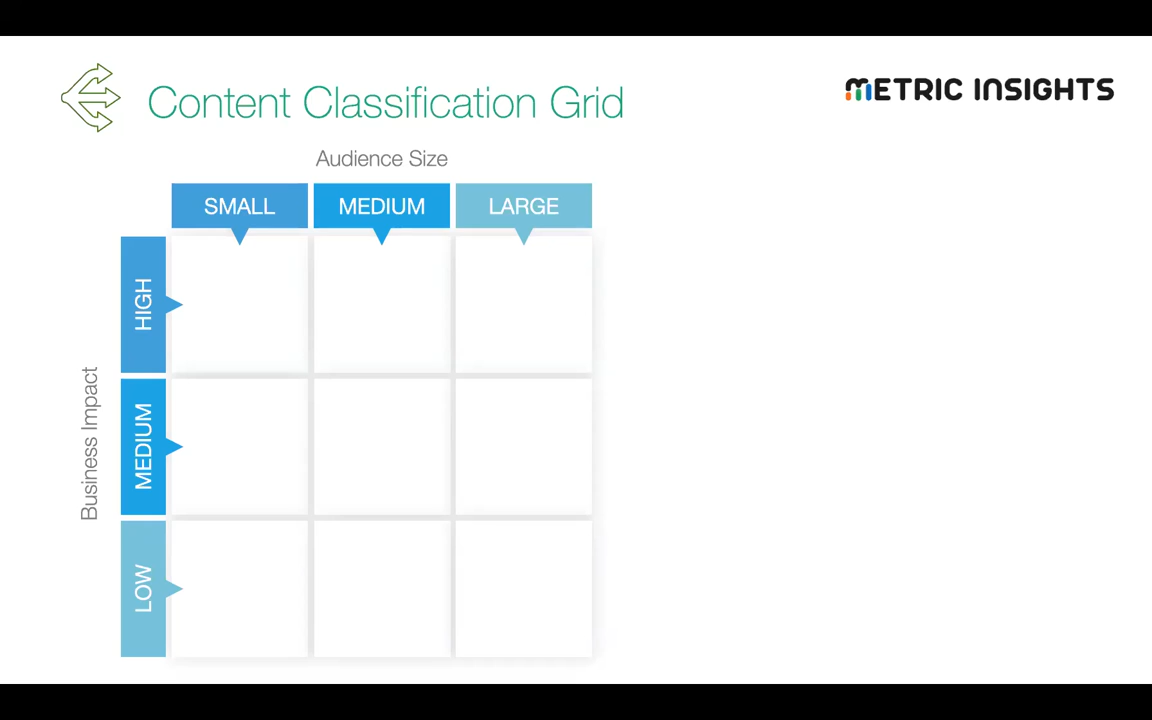 Content Classification Grid
METRIC INSIGHTS
Audience Size
SMALL
MEDIUM
LARGE
Business Impact
HIGH
MEDIUM
LOW